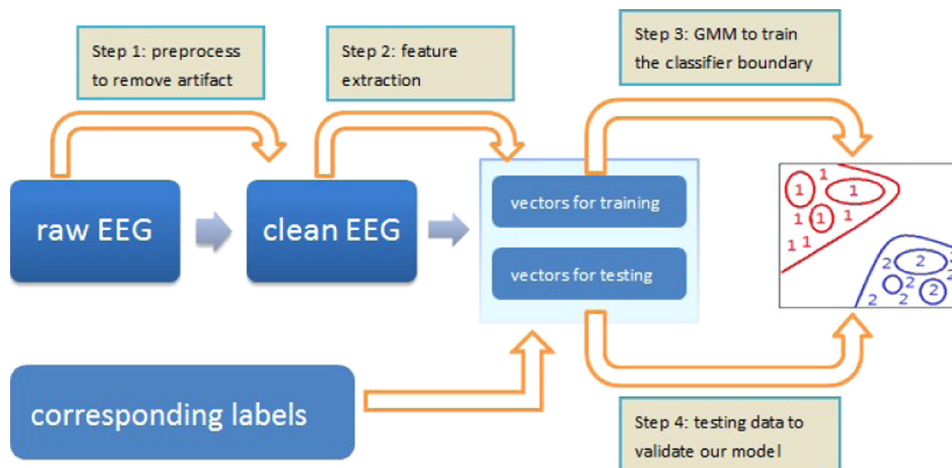 Step 1: preprocess
to remove artifact
Step 2: feature
extraction
Step 3: GMM to train
the classifier boundary
raw EEG
clean EEG
vectors for training
vectors for testing
1
1
1
1
1
1
1
1
2
2
2
2
2
2
2
corresponding labels
Step 4: testing data to
validate our model